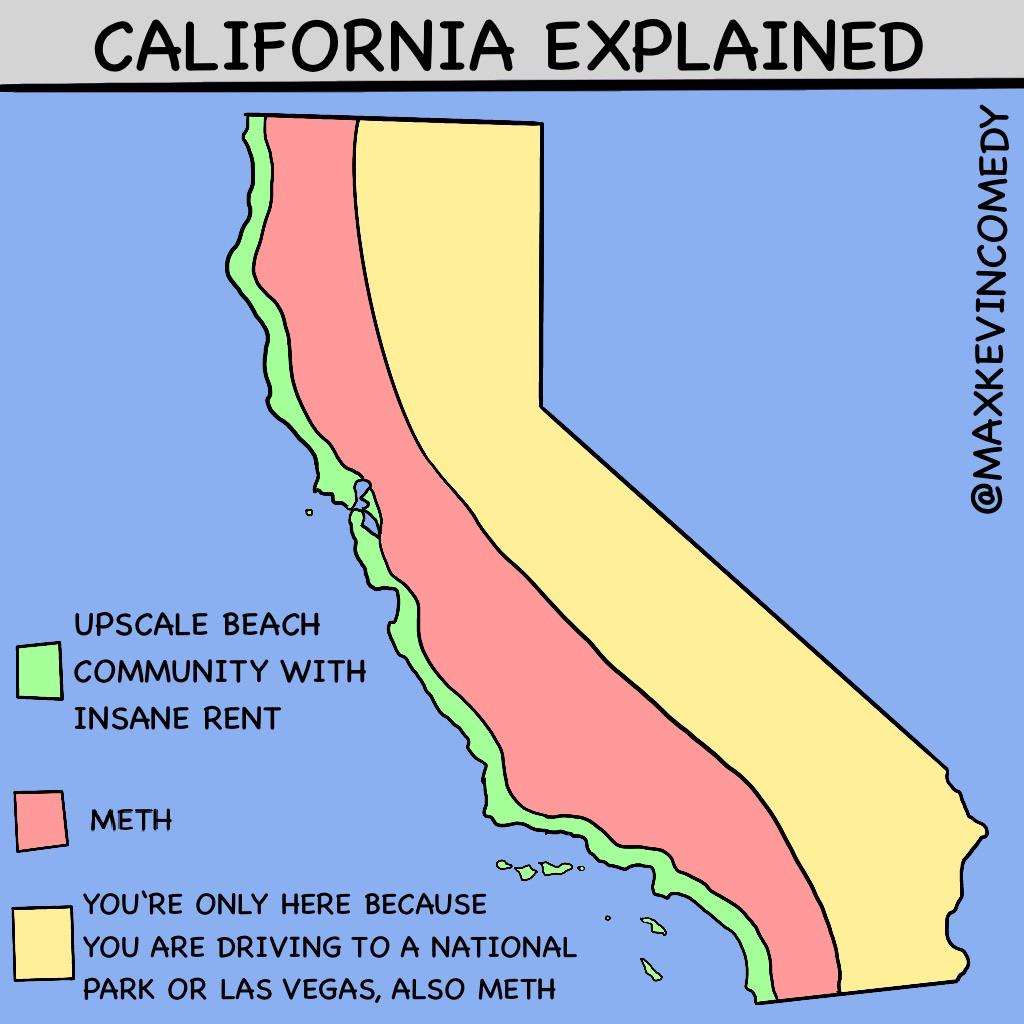 CALIFORNIA EXPLAINED
@MAXKEVINCOMEDY
UPSCALE BEACH
COMMUNITY WITH
INSANE RENT
METH
YOU'RE ONLY HERE BECAUSE
YOU ARE DRIVING TO A NATIONAL
PARK OR LAS VEGAS, ALSO METH